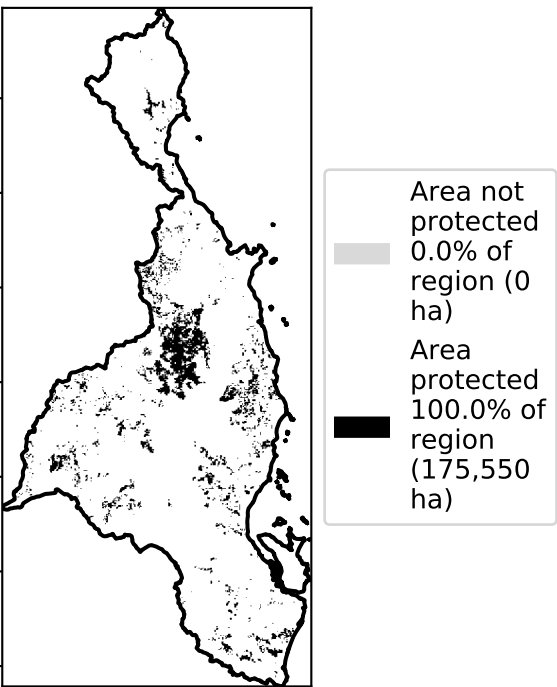 Area not
protected
0.0% of
region (0
ha)
Area
protected
100.0% of
region
(175,550
ha)